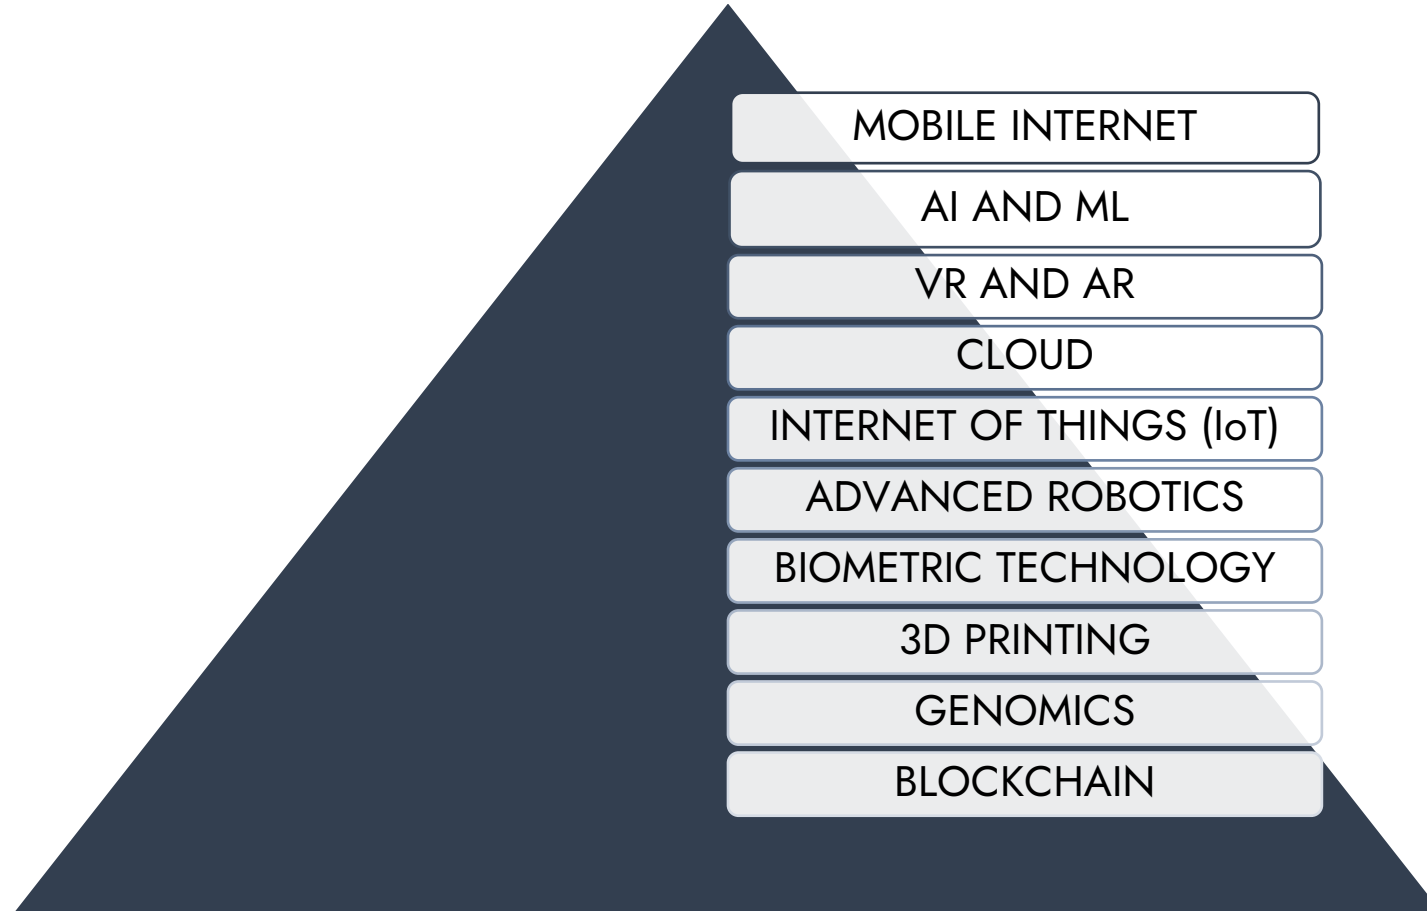 MOBILE INTERNET
AI AND ML
VR AND AR
CLOUD
INTERNET OF THINGS (IoT)
ADVANCED ROBOTICS
BIOMETRIC TECHNOLOGY
3D PRINTING
GENOMICS
BLOCKCHAIN